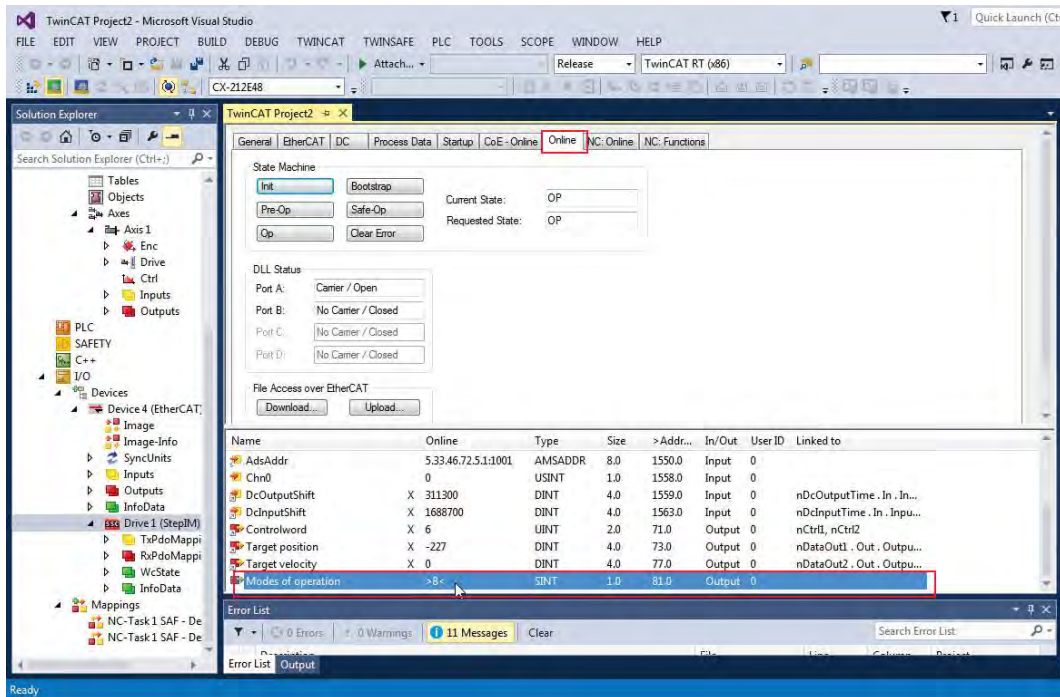 TwinCAT Project2 - Microsoft Visual Studio
1 Quick Launch (Ct
FILE EDIT VIEW PROJECT BUILD DEBUG TWINCAT TWINSAFE PLC TOOLS SCOPE WINDOW HELP
Attach... Release TwinCAT RT (x86)
CX-212E48
Solution Explorer
Search Solution Explorer (Ctrl+;)
Tables
Objects
Axes
Axis 1
Enc
Drive
Ctrl
Inputs
Outputs
PLC
SAFETY
C++
I/O
Devices
Device 4 (EtherCAT)
Image
Image-Info
SyncUnits
Inputs
Outputs
InfoData
Drive 1 (StepIM)
TxPdoMappi
RxPdoMappi
WcState
InfoData
Mappings
NC-Task 1 SAF - De
NC-Task 1 SAF - De
TwinCAT Project2
General EtherCAT DC Process Data Startup CoE - Online Online NC: Online NC: Functions
State Machine
Init Bootstrap
Pre-Op Safe-Op
Op Clear Error
Current State: OP
Requested State: OP
DLL Status
Port A: Carrier / Open
Port B: No Carrier / Closed
Port C: No Carrier / Closed
Port D: No Carrier / Closed
File Access over EtherCAT
Download... Upload...
Name Online Type Size >Addr... In/Out User ID Linked to
AdsAddr 5.33.46.72.5.1:1001 AMSADDR 8.0 1550.0 Input 0
Chn0 0 USINT 1.0 1558.0 Input 0
DcOutputShift X 311300 DINT 4.0 1559.0 Input 0 nDcOutputTime . In . In...
DcInputShift X 1688700 DINT 4.0 1563.0 Input 0 nDcInputTime . In . Inpu...
Controlword X 6 UINT 2.0 71.0 Output 0 nCtrl1, nCtrl2
Target position X -227 DINT 4.0 73.0 Output 0 nDataOut1 . Out . Outpu...
Target velocity X 0 DINT 4.0 77.0 Output 0 nDataOut2 . Out . Outpu...
Modes of operation >8< SINT 1.0 81.0 Output 0
Error List
0 Errors 0 Warnings 11 Messages Clear
Search Error List
Error List Output
Ready